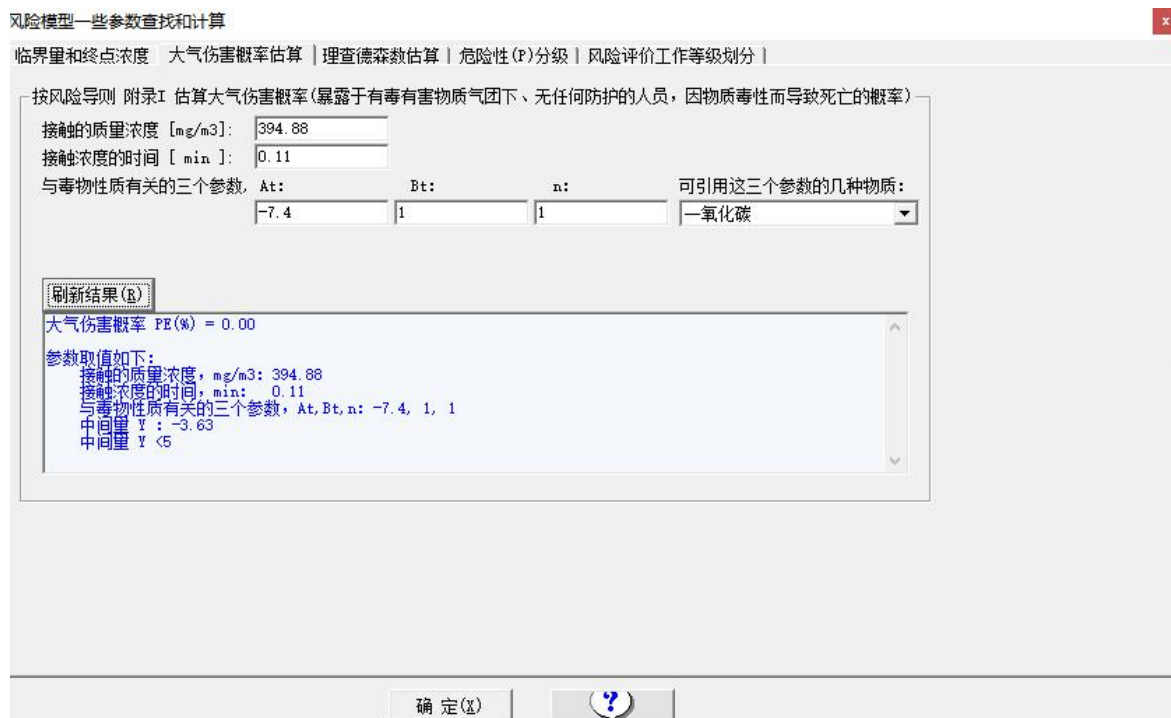 风险模型一些参数查找和计算
x
临界量和终点浓度 大气伤害概率估算 | 理查德森数估算 | 危险性(P)分级 | 风险评价工作等级划分 |
按风险导则 附录I 估算大气伤害概率(暴露于有毒有害物质气团下、无任何防护的人员，因物质毒性而导致死亡的概率)
接触的质量浓度 [mg/m3]: 394.88
接触浓度的时间 [ min ]: 0.11
与毒物性质有关的三个参数, At: Bt: n: 可引用这三个参数的几种物质:
-7.4 1 1 一氧化碳
刷新结果(R)
大气伤害概率 PE(%) = 0.00
参数取值如下:
接触的质量浓度, mg/m3: 394.88
接触浓度的时间, min: 0.11
与毒物性质有关的三个参数, At,Bt,n: -7.4, 1, 1
中间量 Y : -3.63
中间量 Y <5
确 定(X)
?